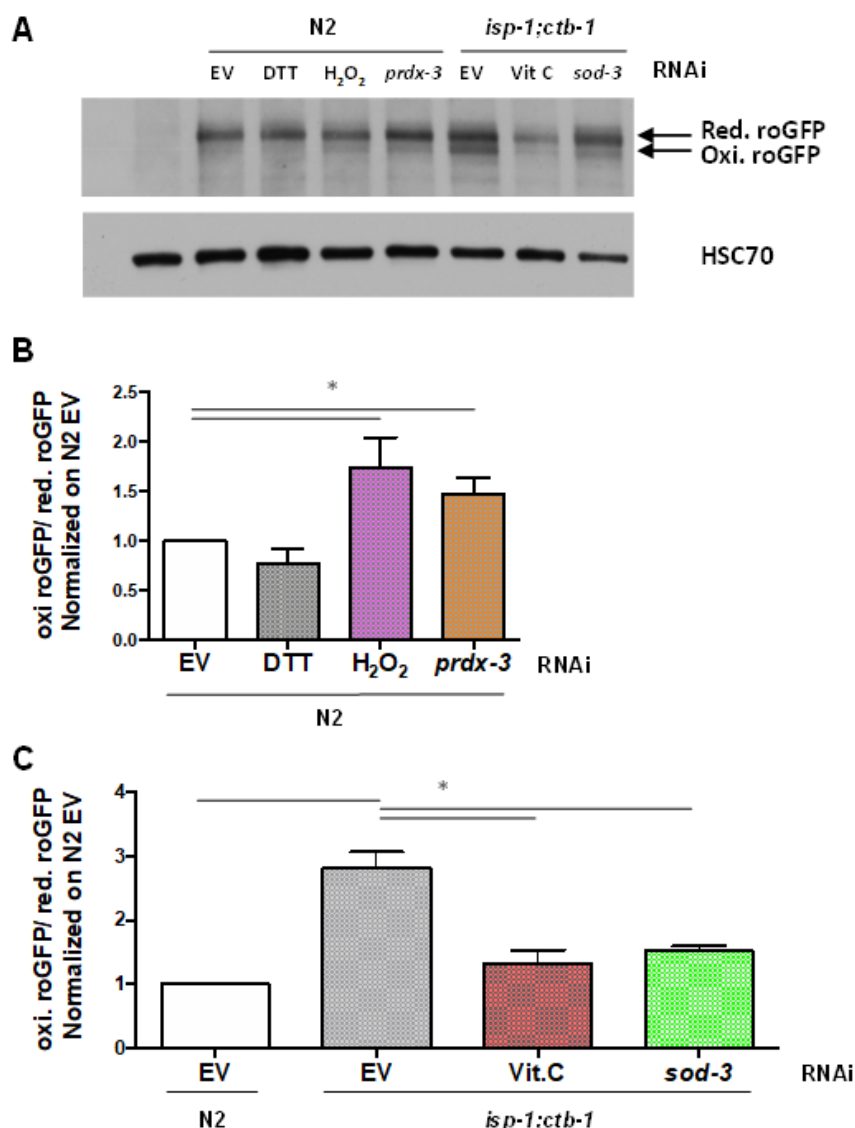 A
N2 isp-1;ctb-1
EV DTT H₂O₂ prdx-3 EV Vit C sod-3 RNAi
Red. roGFP
Oxi. roGFP
HSC70
B
oxi roGFP/ red. roGFP
Normalized on N2 EV
*
2.5
2.0
1.5
1.0
0.5
0.0
EV DTT H₂O₂ prdx-3 RNAi
N2
C
oxi. roGFP/ red. roGFP
Normalized on N2 EV
*
4
3
2
1
0
EV EV Vit.C sod-3 RNAi
N2 isp-1;ctb-1